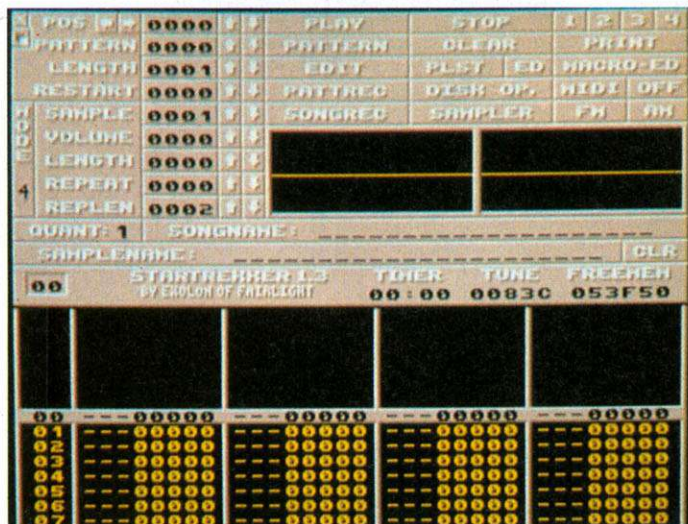 POS 0000 PLAY STOP 1 2 3 4
PATTERN 0000 PATTERN CLEAR PRINT
LENGTH 0001 EDIT PLST ED MACRO-ED
RESTART 0000 PATTREC DISK OP. MIDI OFF
SAMPLE 0001 SONGREC SAMPLER FM AM
MODE
VOLUME 0000
LENGTH 0000
4 REPEAT 0000
REPLEN 0002
QUANT: 1 SONGNAME: ____________________
SAMPLENAME: ______________________ CLR
00 STARTREKKER 1.3 TIMER TUNE FREEMEM
BY EXOLON OF FAIRLIGHT 00:00 0083C 053F50
00 ---00000 ---00000 ---00000 ---00000
01 ---00000 ---00000 ---00000 ---00000
02 ---00000 ---00000 ---00000 ---00000
03 ---00000 ---00000 ---00000 ---00000
04 ---00000 ---00000 ---00000 ---00000
05 ---00000 ---00000 ---00000 ---00000
06 ---00000 ---00000 ---00000 ---00000
07 ---00000 ---00000 ---00000 ---00000